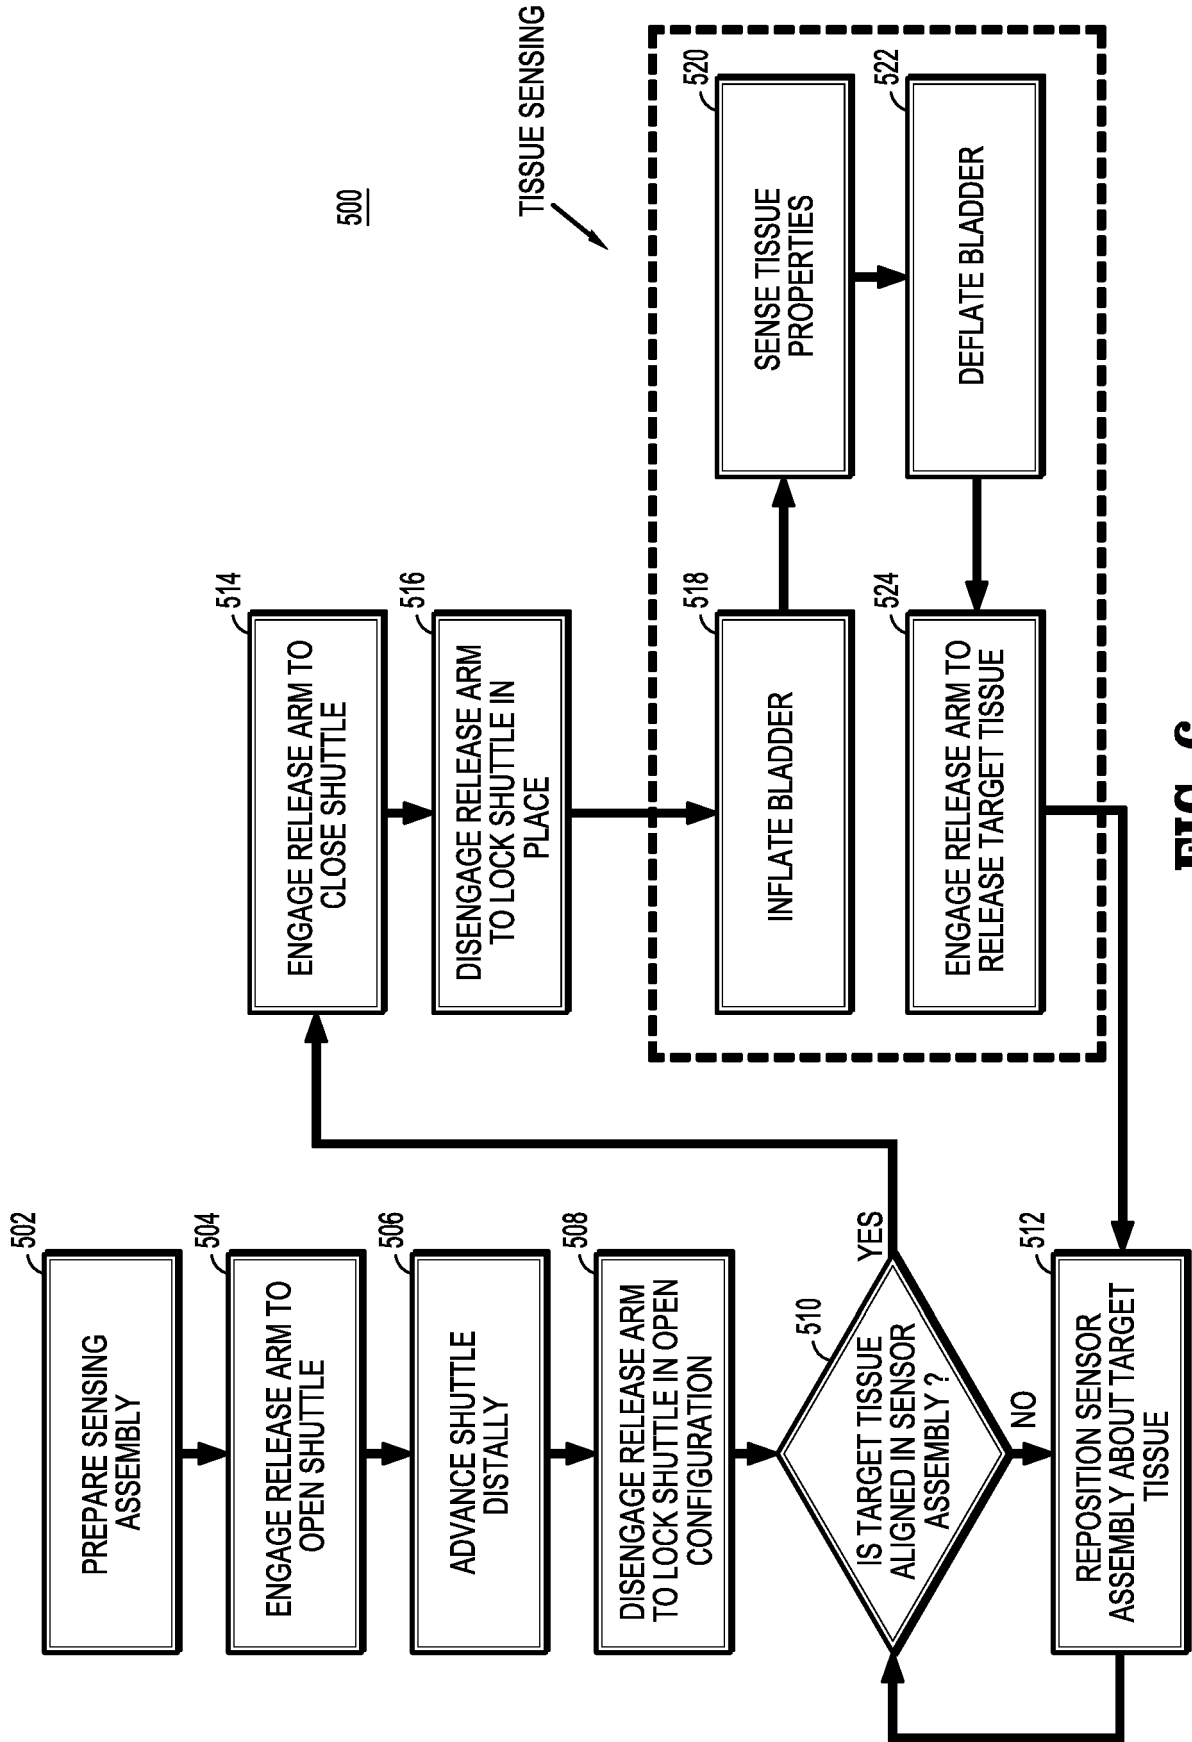 500
502
PREPARE SENSING
ASSEMBLY
504
ENGAGE RELEASE ARM TO
OPEN SHUTTLE
506
ADVANCE SHUTTLE
DISTALLY
508
DISENGAGE RELEASE ARM
TO LOCK SHUTTLE IN OPEN
CONFIGURATION
510
IS TARGET TISSUE
ALIGNED IN SENSOR
ASSEMBLY ?
YES
NO
512
REPOSITION SENSOR
ASSEMBLY ABOUT TARGET
TISSUE
514
ENGAGE RELEASE ARM TO
CLOSE SHUTTLE
516
DISENGAGE RELEASE ARM
TO LOCK SHUTTLE IN
PLACE
TISSUE SENSING
518
INFLATE BLADDER
520
SENSE TISSUE
PROPERTIES
522
DEFLATE BLADDER
524
ENGAGE RELEASE ARM TO
RELEASE TARGET TISSUE